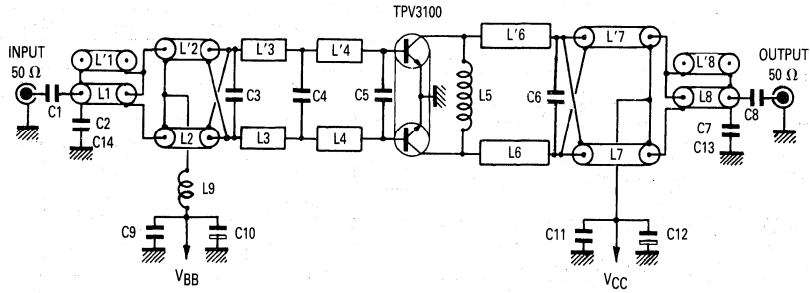 TPV3100
INPUT
50 Ω
OUTPUT
50 Ω
L'1
L'2
L'3
L'4
L'6
L'7
L'8
C1
L1
C2
C14
C3
C4
C5
L5
C6
L8
C8
C7
C13
L2
L3
L4
L6
L7
L9
C9
C10
C11
C12
VBB
VCC